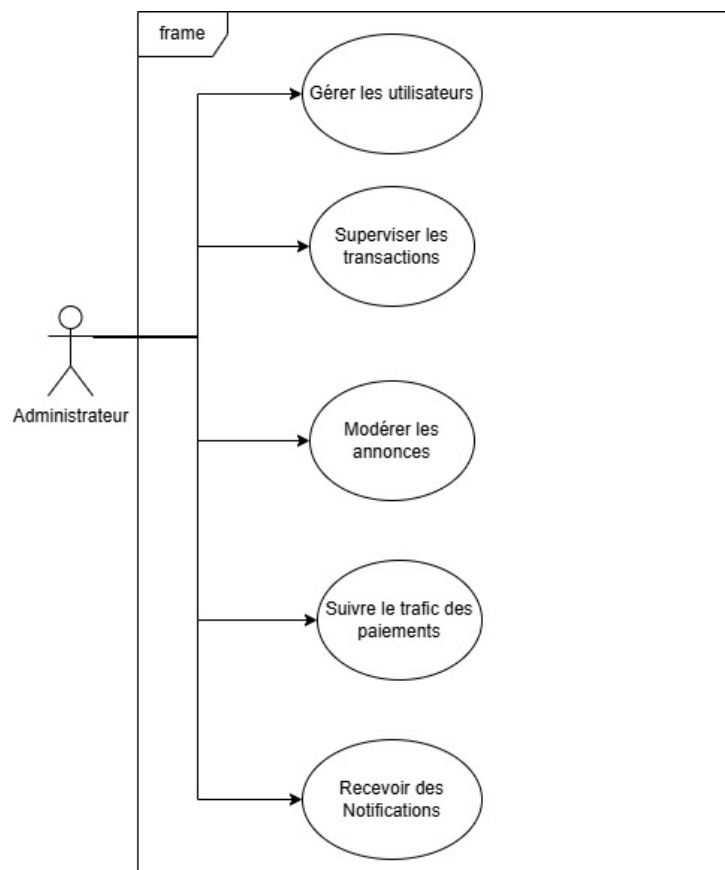 frame
Gérer les utilisateurs
Superviser les
transactions
Administrateur
Modérer les
annonces
Suivre le trafic des
paiements
Recevoir des
Notifications